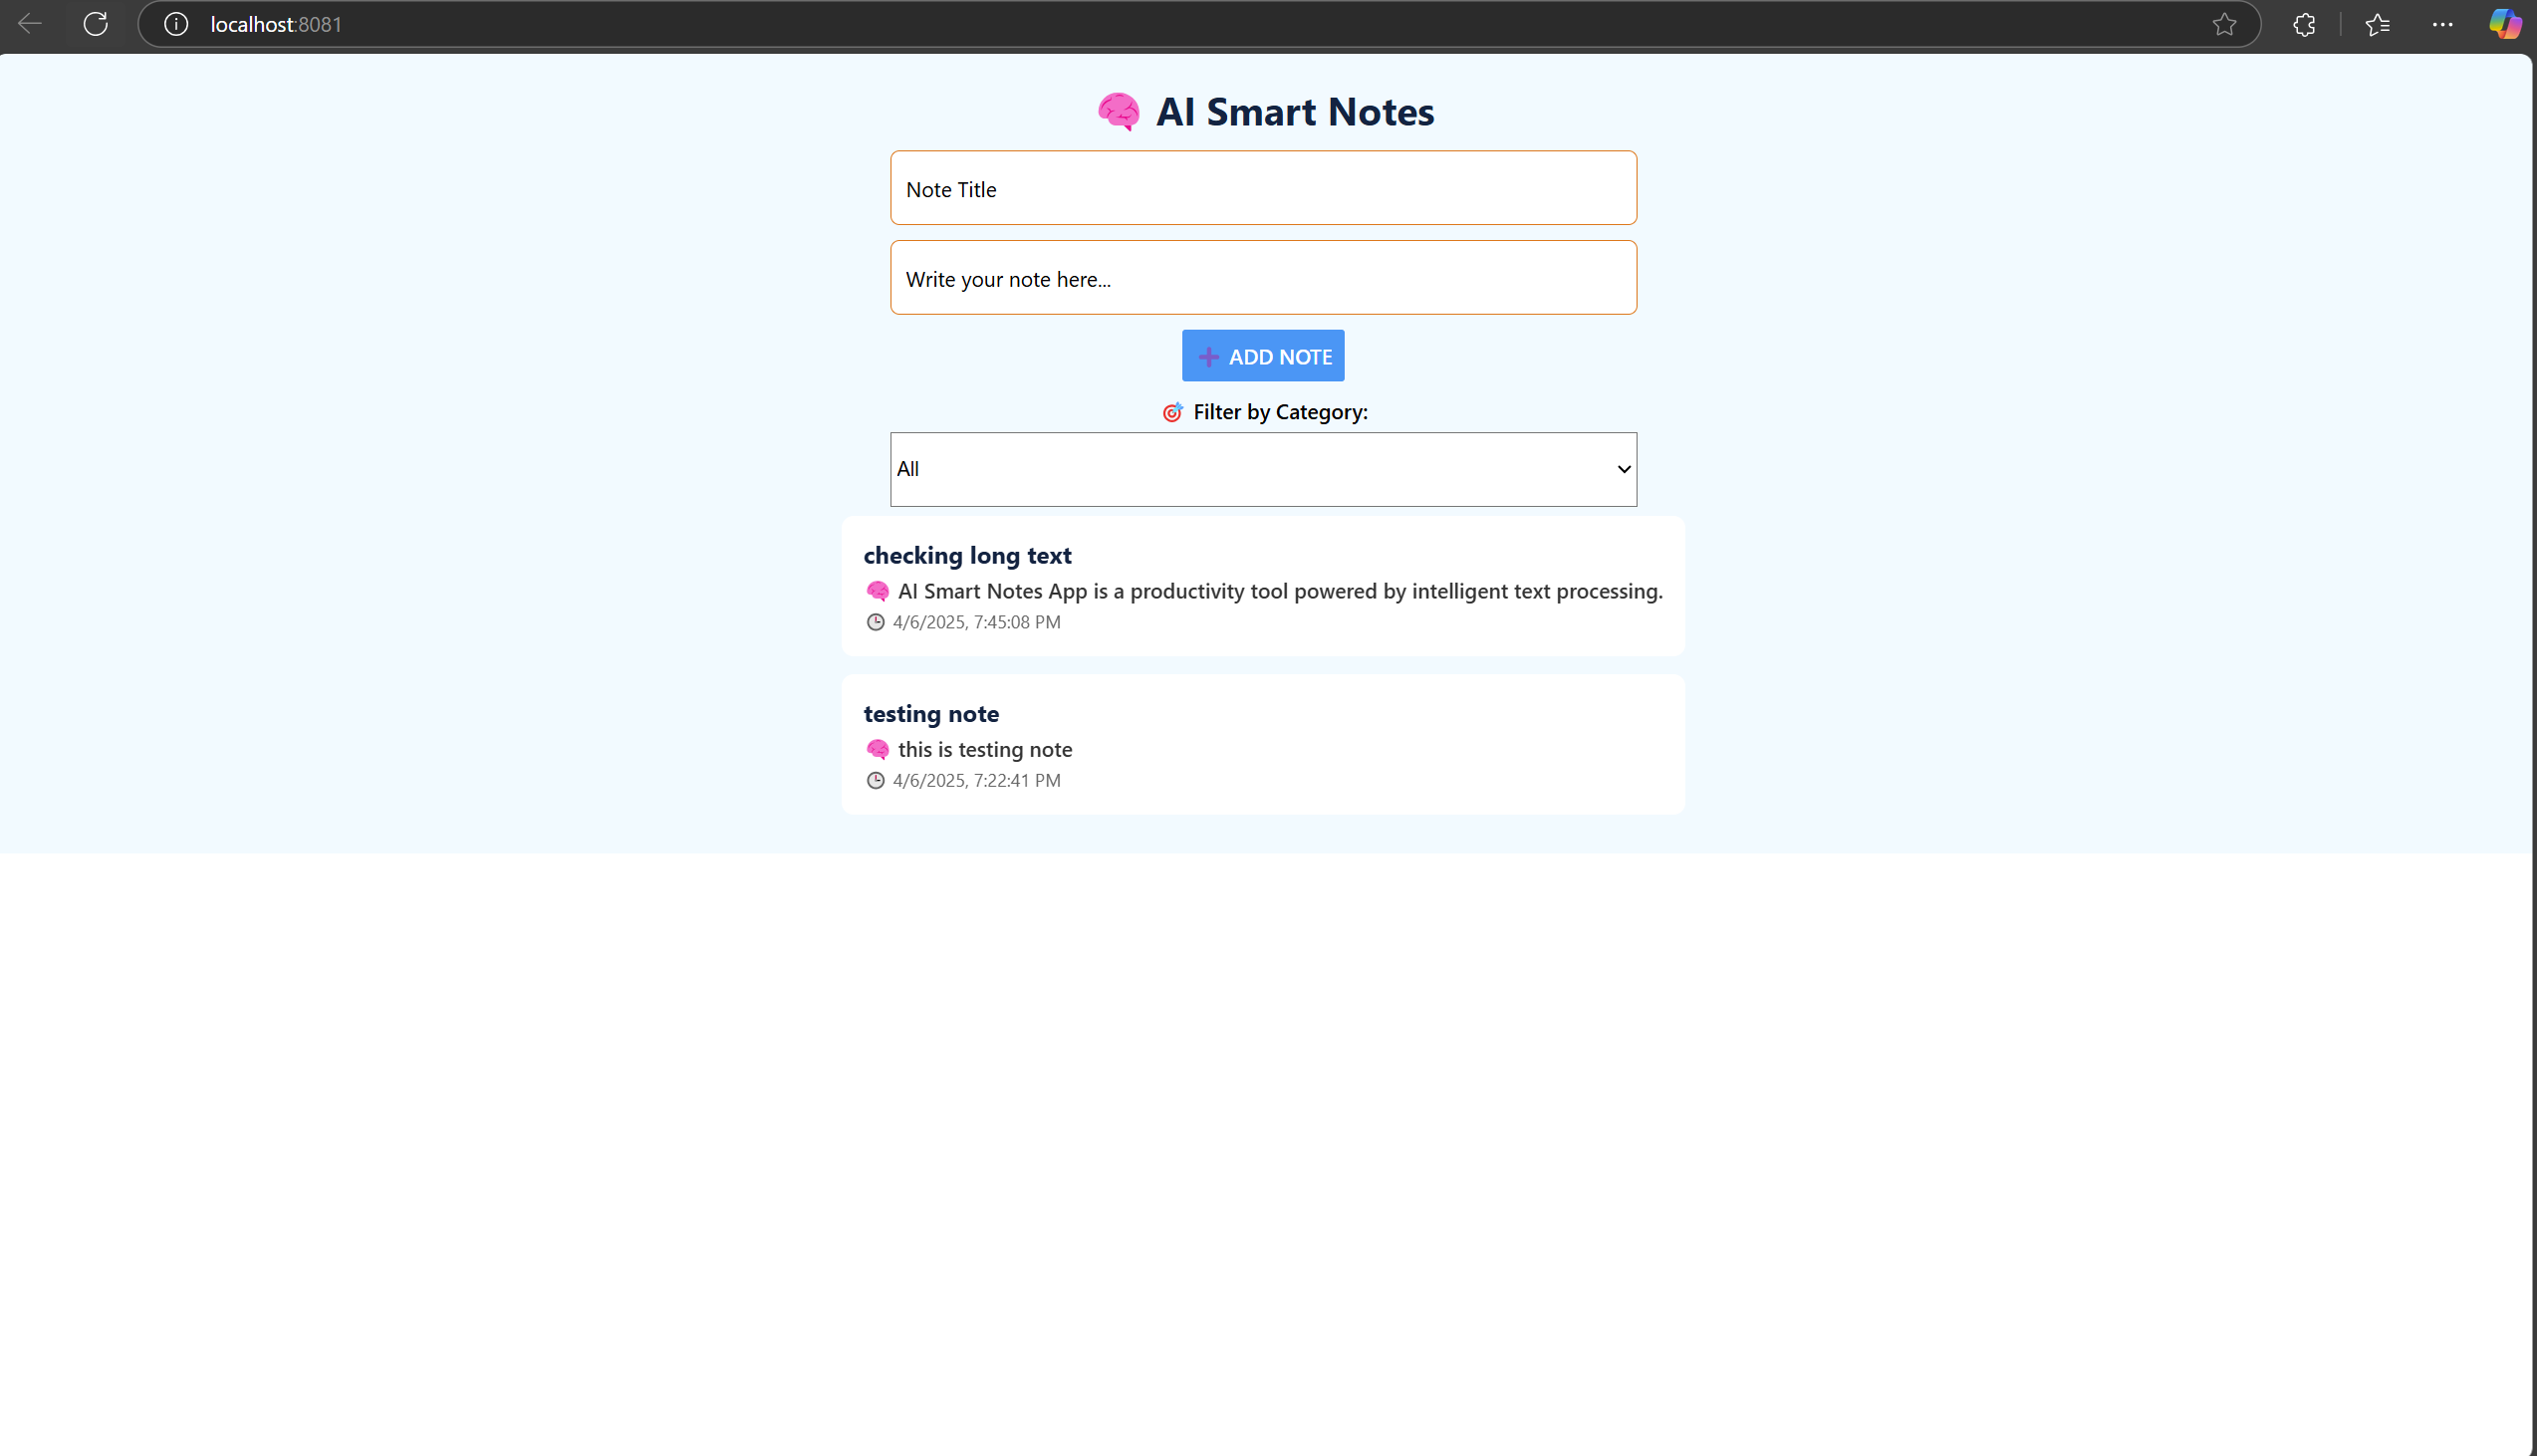 localhost:8081
🧠 AI Smart Notes
Note Title
Write your note here...
➕ ADD NOTE
🎯 Filter by Category:
All
checking long text
🧠 AI Smart Notes App is a productivity tool powered by intelligent text processing.
🕒 4/6/2025, 7:45:08 PM
testing note
🧠 this is testing note
🕒 4/6/2025, 7:22:41 PM